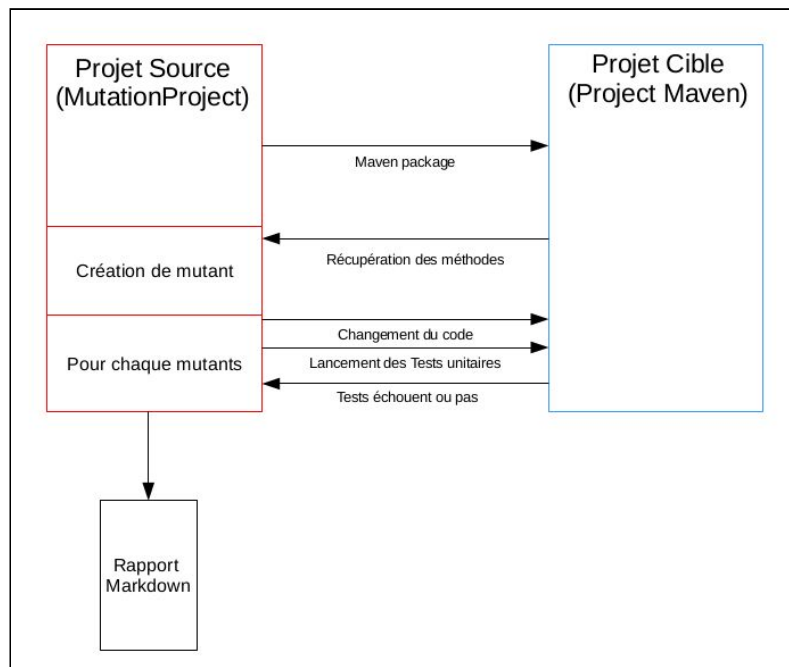 Projet Source
(MutationProject)
Projet Cible
(Project Maven)
Maven package
Récupération des méthodes
Création de mutant
Changement du code
Pour chaque mutants
Lancement des Tests unitaires
Tests échouent ou pas
Rapport
Markdown